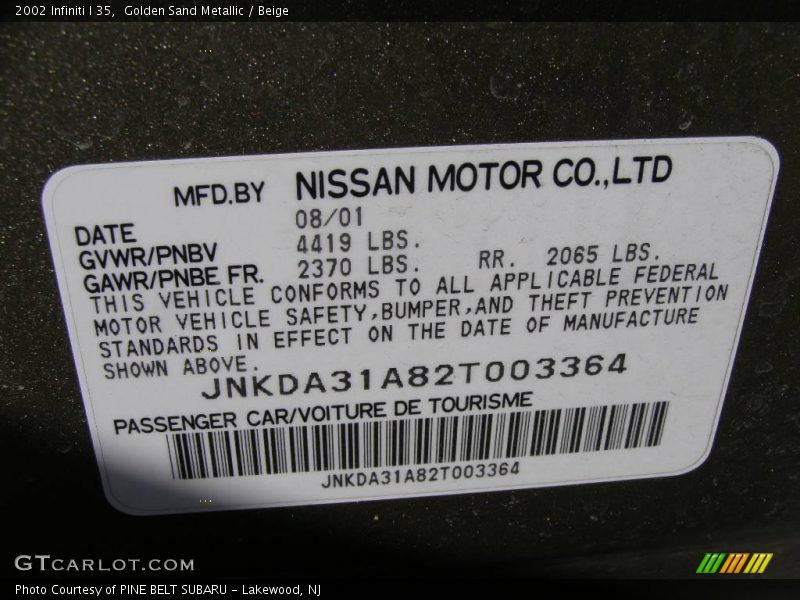 2002 Infiniti I 35,  Golden Sand Metallic / Beige
MFD.BY NISSAN MOTOR CO.,LTD
DATE 08/01
GVWR/PNBV 4419 LBS.
GAWR/PNBE FR. 2370 LBS. RR. 2065 LBS.
THIS VEHICLE CONFORMS TO ALL APPLICABLE FEDERAL
MOTOR VEHICLE SAFETY,BUMPER,AND THEFT PREVENTION
STANDARDS IN EFFECT ON THE DATE OF MANUFACTURE
SHOWN ABOVE.
JNKDA31A82T003364
PASSENGER CAR/VOITURE DE TOURISME
JNKDA31A82T003364
GTCARLOT.COM
Photo Courtesy of PINE BELT SUBARU - Lakewood, NJ